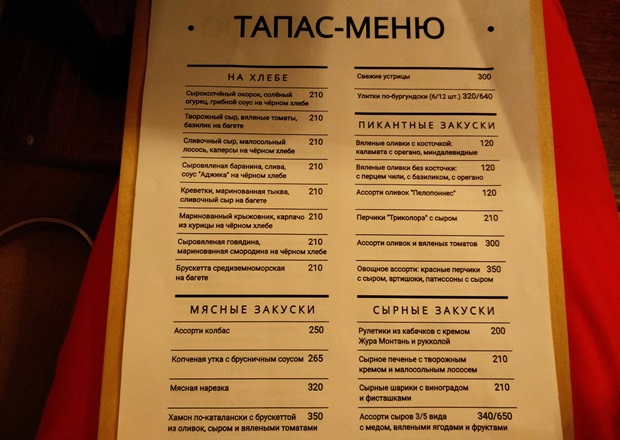 • ТАПАС-МЕНЮ •
НА ХЛЕБЕ
Сырокопчёный окорок, солёный 210
огурец, грибной соус на чёрном хлебе
Творожный сыр, вяленые томаты, 210
базилик на багете
Сливочный сыр, малосольный 210
лосось, каперсы на чёрном хлебе
Сыровяленая баранина, слива, 210
соус "Аджика" на чёрном хлебе
Креветки, маринованная тыква, 210
сливочный сыр на багете
Маринованный крыжовник, карпачо 210
из курицы на чёрном хлебе
Сыровяленая говядина, 210
маринованная смородина на чёрном хлебе
Брускетта средиземноморская 210
на багете
МЯСНЫЕ ЗАКУСКИ
Ассорти колбас 250
Копченая утка с брусничным соусом 265
Мясная нарезка 320
Хамон по-каталански с брускеттой 350
из оливок, сыром и вялеными томатами
Свежие устрицы 300
Улитки по-бургундски (6/12 шт.) 320/640
ПИКАНТНЫЕ ЗАКУСКИ
Вяленые оливки с косточкой: 120
каламата с орегано, миндалевидные
Вяленые оливки без косточки: 120
с перцем чили, с базиликом, с орегано
Ассорти оливок "Пелопоннес" 120
Перчики "Триколорэ" с сыром 210
Ассорти оливок и вяленых томатов 300
Овощное ассорти: красные перчики 350
с сыром, артишоки, патиссоны с сыром
СЫРНЫЕ ЗАКУСКИ
Рулетики из кабачков с кремом 200
Жура Монтань и рукколой
Сырное печенье с творожным 210
кремом и малосольным лососем
Сырные шарики с виноградом 210
и фисташками
Ассорти сыров 3/5 вида 340/650
с медом, вялеными ягодами и фруктами